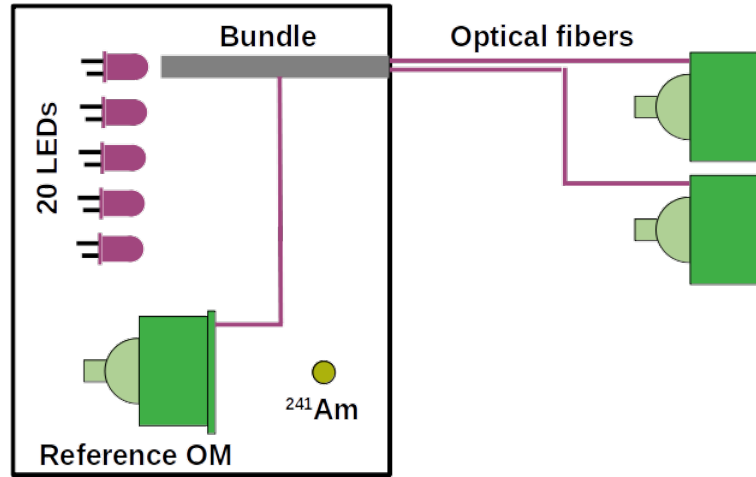 Bundle
Optical fibers
20 LEDs
²⁴¹Am
Reference OM